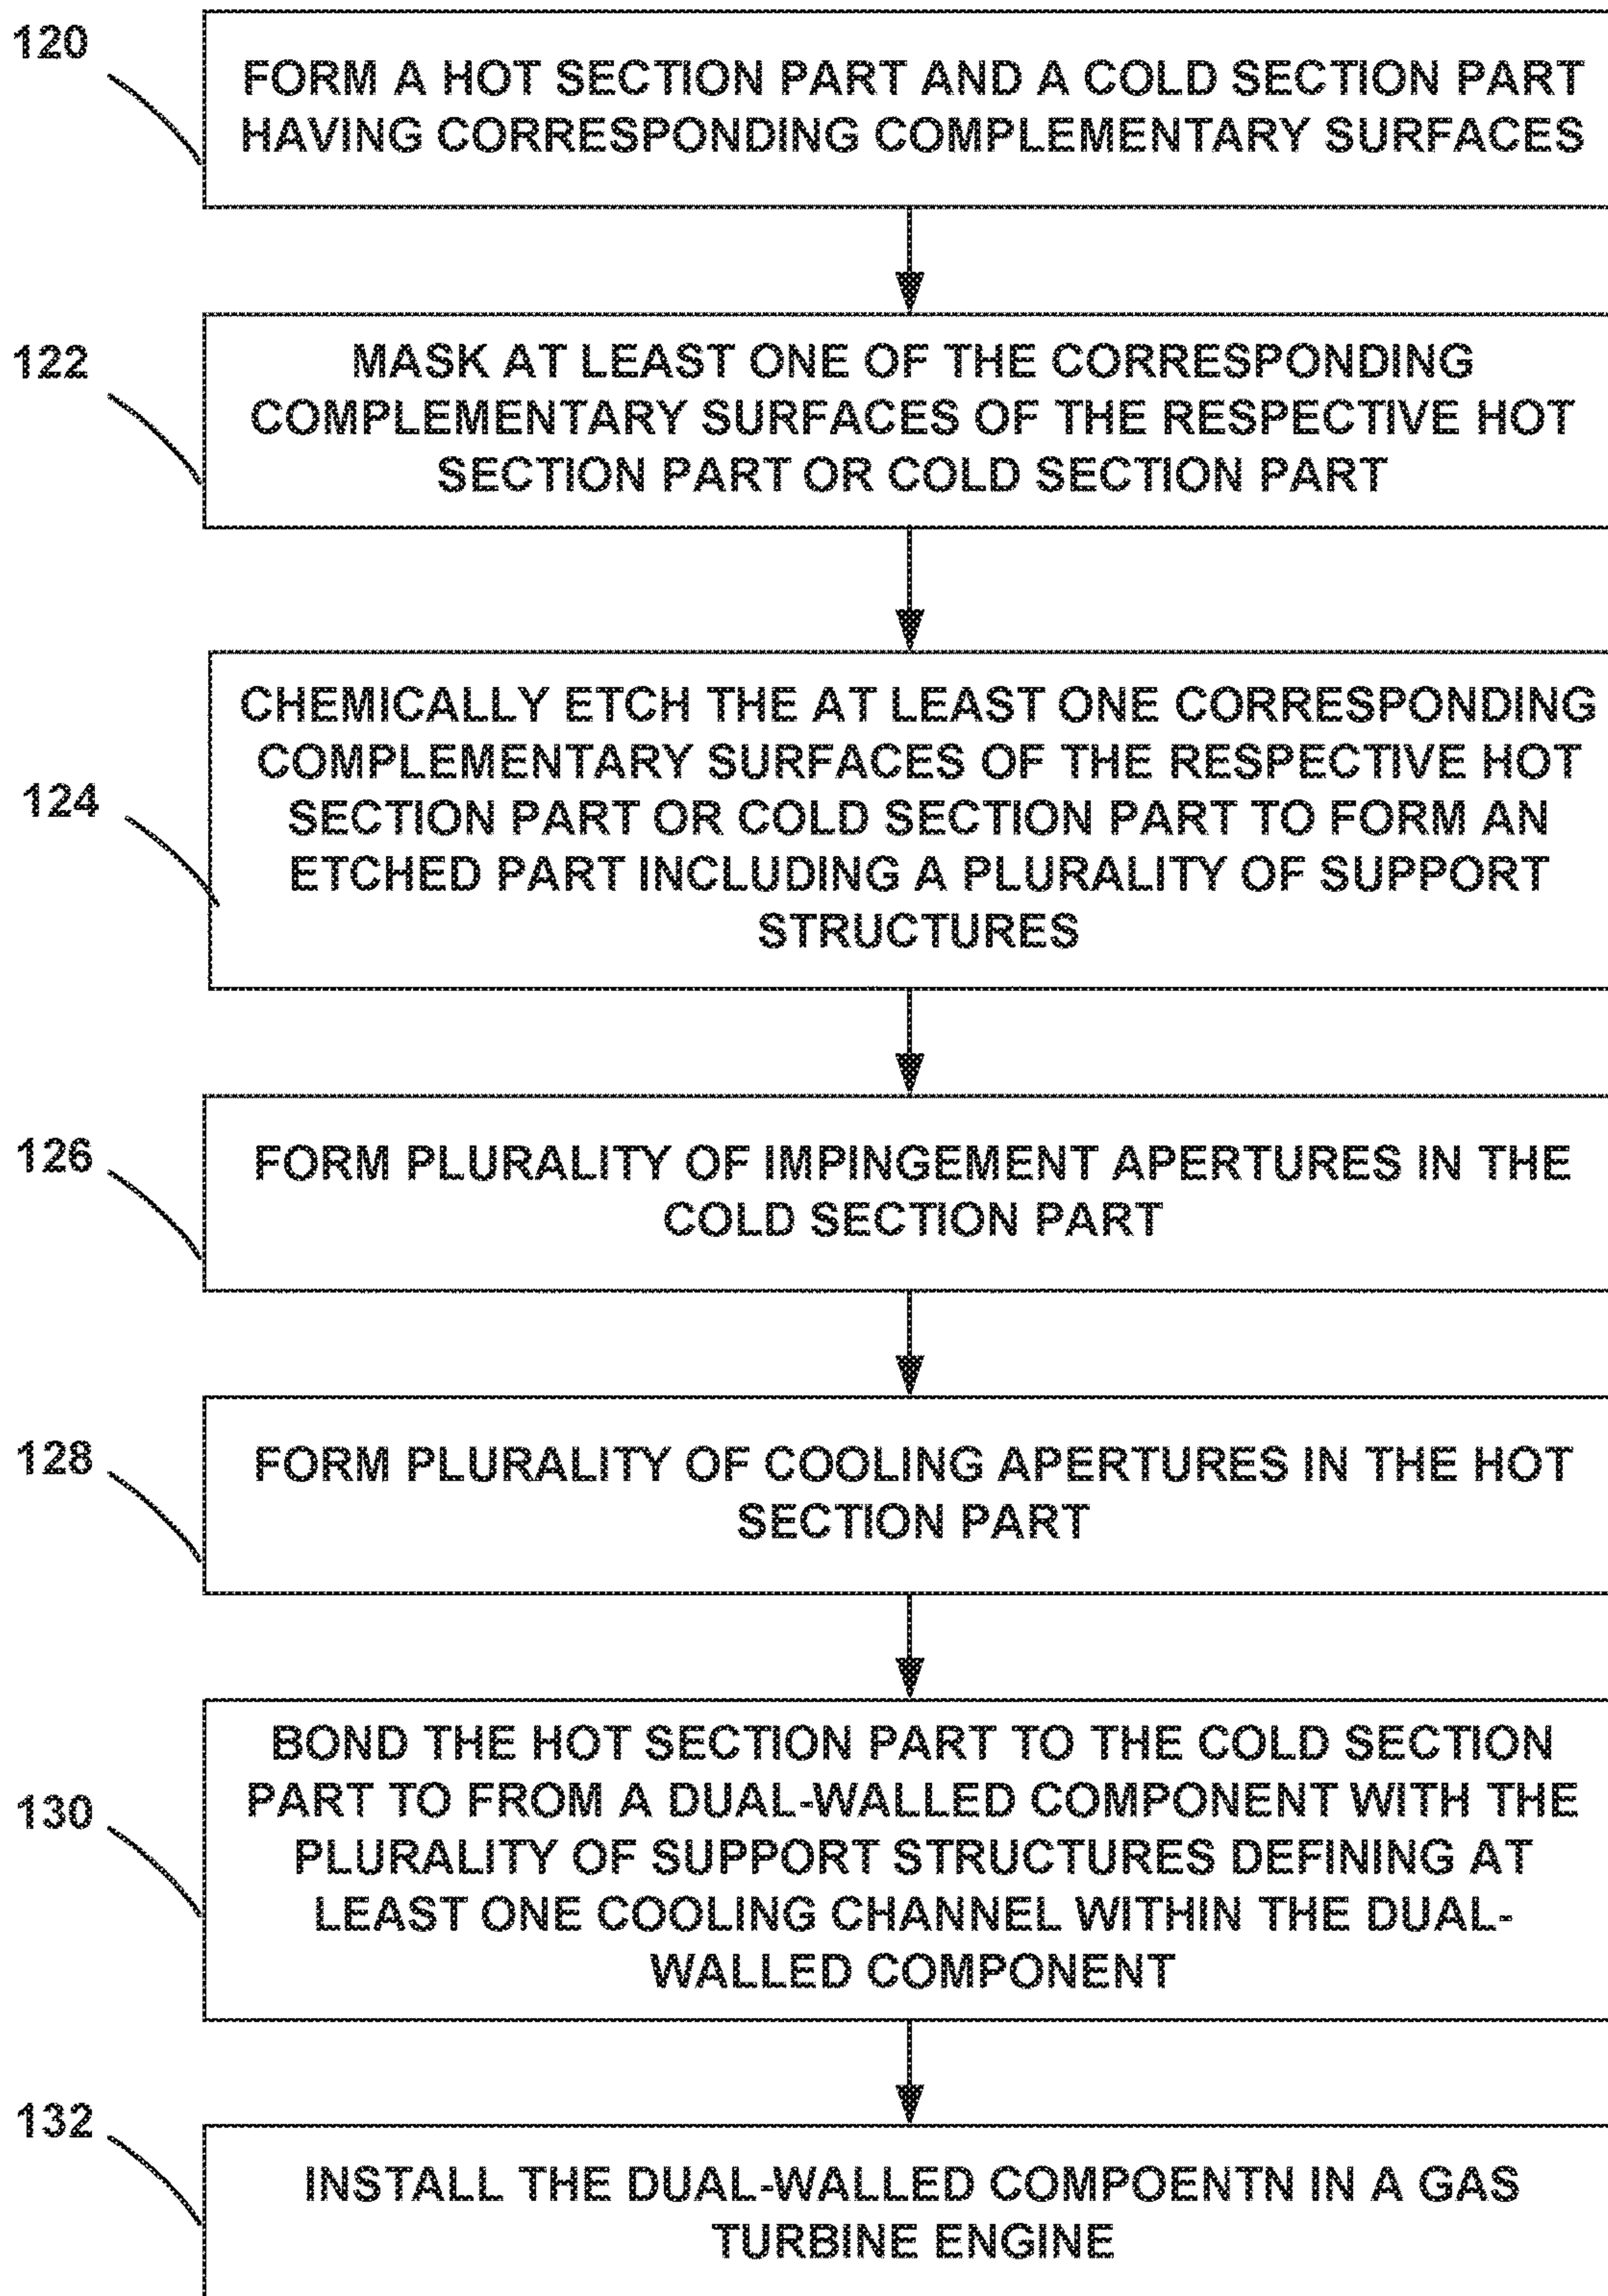 120
FORM A HOT SECTION PART AND A COLD SECTION PART
HAVING CORRESPONDING COMPLEMENTARY SURFACES
122
MASK AT LEAST ONE OF THE CORRESPONDING
COMPLEMENTARY SURFACES OF THE RESPECTIVE HOT
SECTION PART OR COLD SECTION PART
124
CHEMICALLY ETCH THE AT LEAST ONE CORRESPONDING
COMPLEMENTARY SURFACES OF THE RESPECTIVE HOT
SECTION PART OR COLD SECTION PART TO FORM AN
ETCHED PART INCLUDING A PLURALITY OF SUPPORT
STRUCTURES
126
FORM PLURALITY OF IMPINGEMENT APERTURES IN THE
COLD SECTION PART
128
FORM PLURALITY OF COOLING APERTURES IN THE HOT
SECTION PART
130
BOND THE HOT SECTION PART TO THE COLD SECTION
PART TO FROM A DUAL-WALLED COMPONENT WITH THE
PLURALITY OF SUPPORT STRUCTURES DEFINING AT
LEAST ONE COOLING CHANNEL WITHIN THE DUAL-
WALLED COMPONENT
132
INSTALL THE DUAL-WALLED COMPOENTN IN A GAS
TURBINE ENGINE